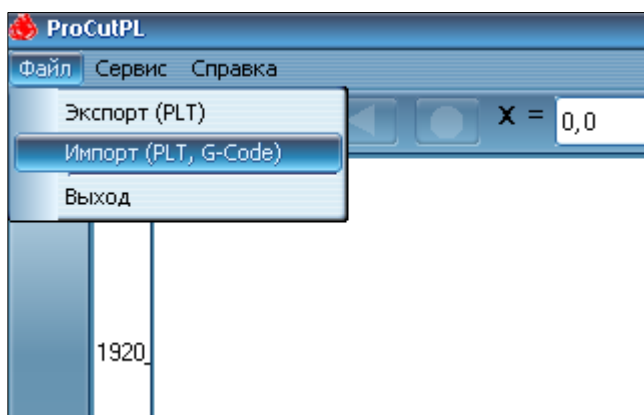 ProCutPL
Файл Сервис Справка
Экспорт (PLT)
X = 0,0
Импорт (PLT, G-Code)
Выход
1920